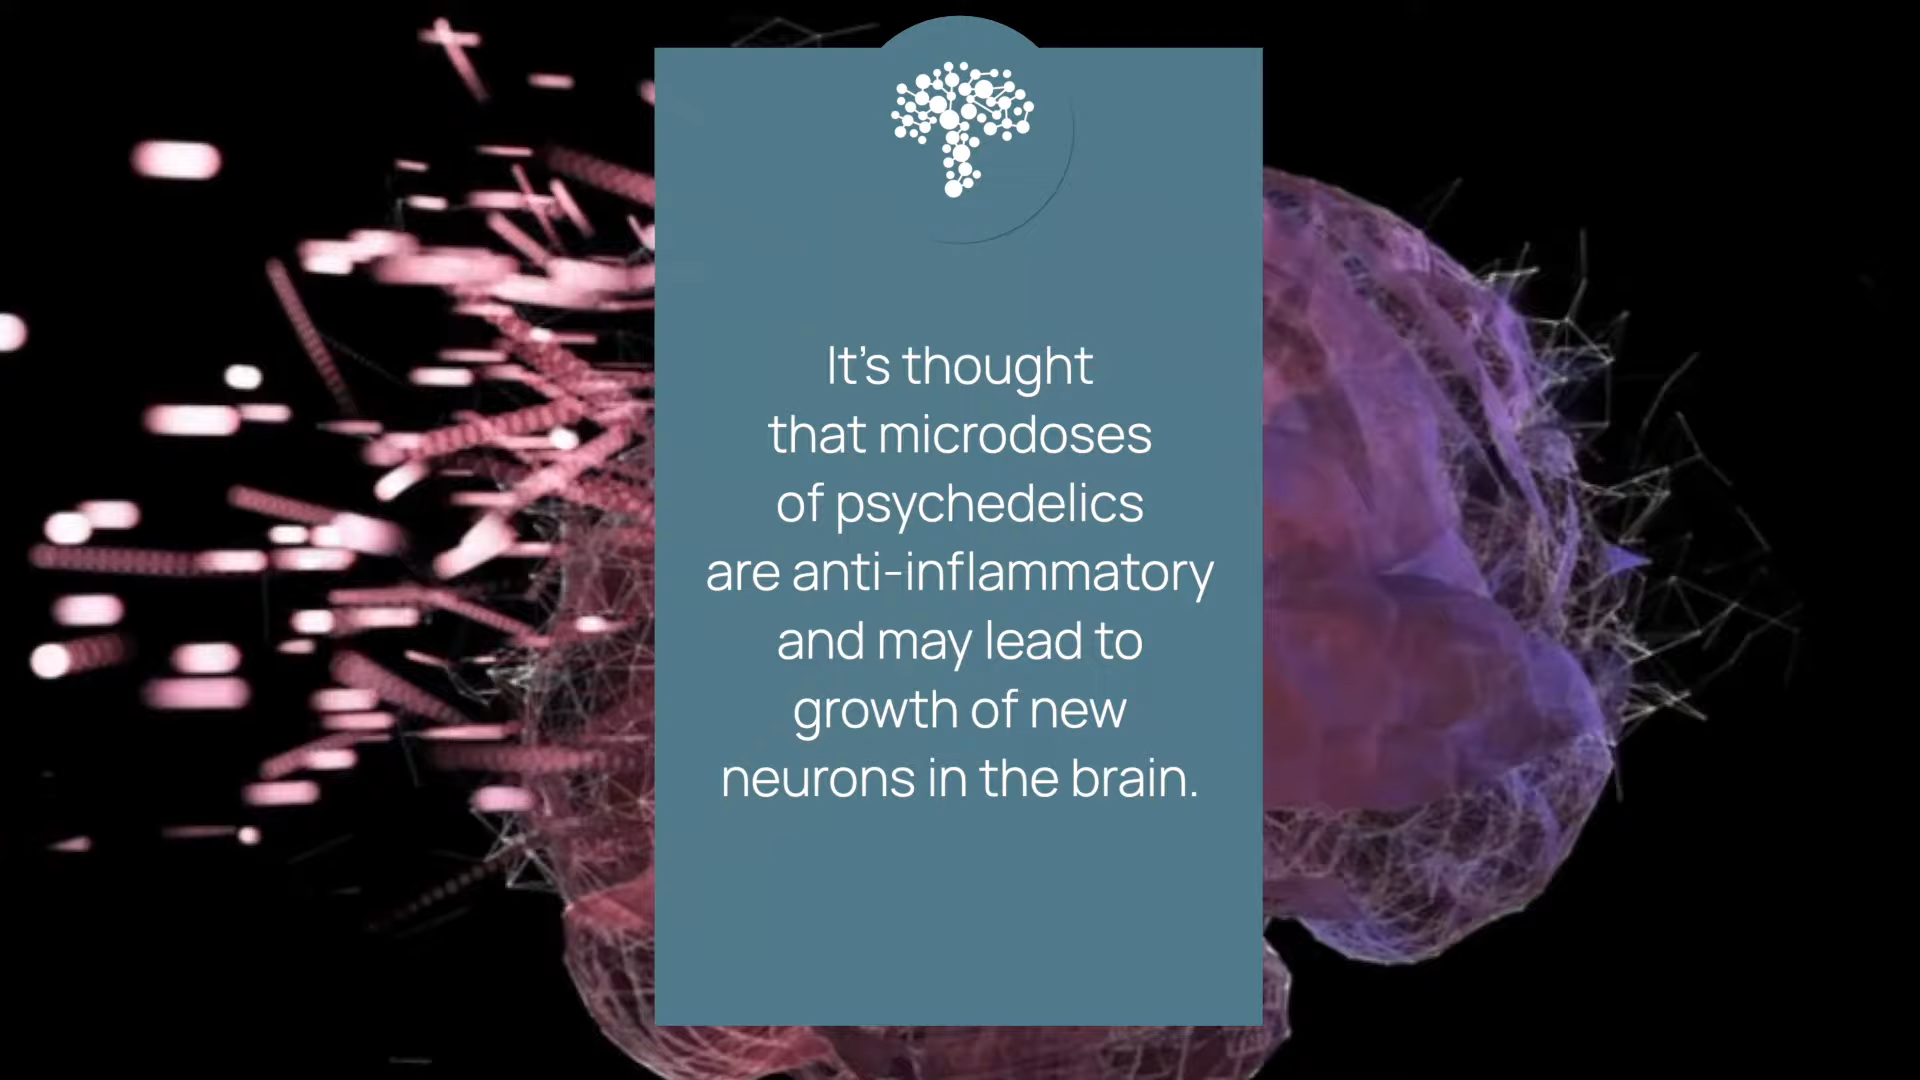 It's thought
that microdoses
of psychedelics
are anti-inflammatory
and may lead to
growth of new
neurons in the brain.